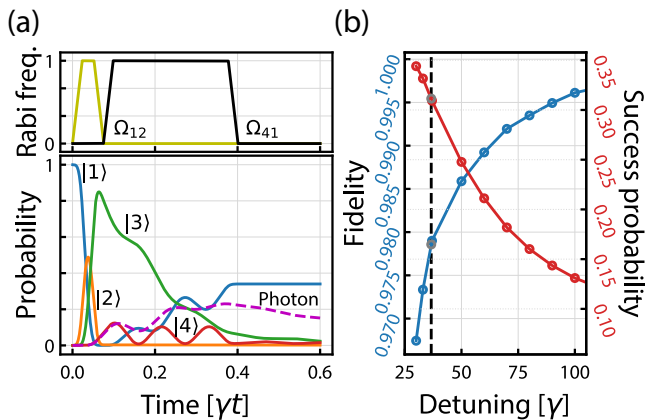 (a)
Rabi freq.
1
0
Ω12
Ω41
Probability
1
0
|1⟩
|3⟩
|2⟩
|4⟩
Photon
0.0 0.2 0.4 0.6
Time [γt]
(b)
Fidelity
1.000
0.995
0.990
0.985
0.980
0.975
0.970
0.35
0.30
0.25
0.20
0.15
0.10
Success probability
25 50 75 100
Detuning [γ]